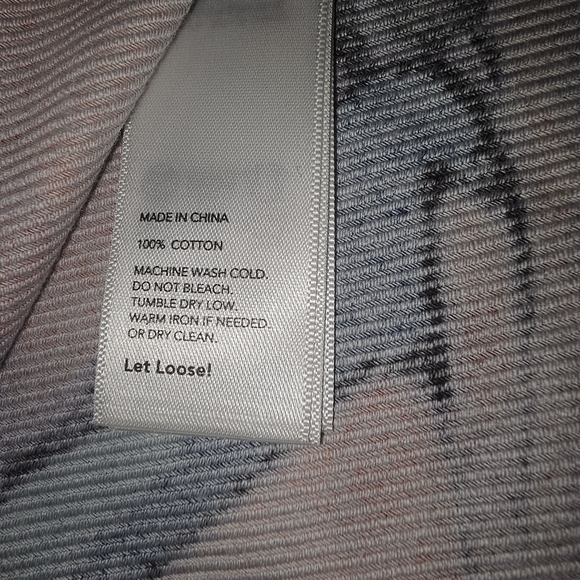 MADE IN CHINA
100% COTTON
MACHINE WASH COLD.
DO NOT BLEACH.
TUMBLE DRY LOW.
WARM IRON IF NEEDED.
OR DRY CLEAN.
Let Loose!